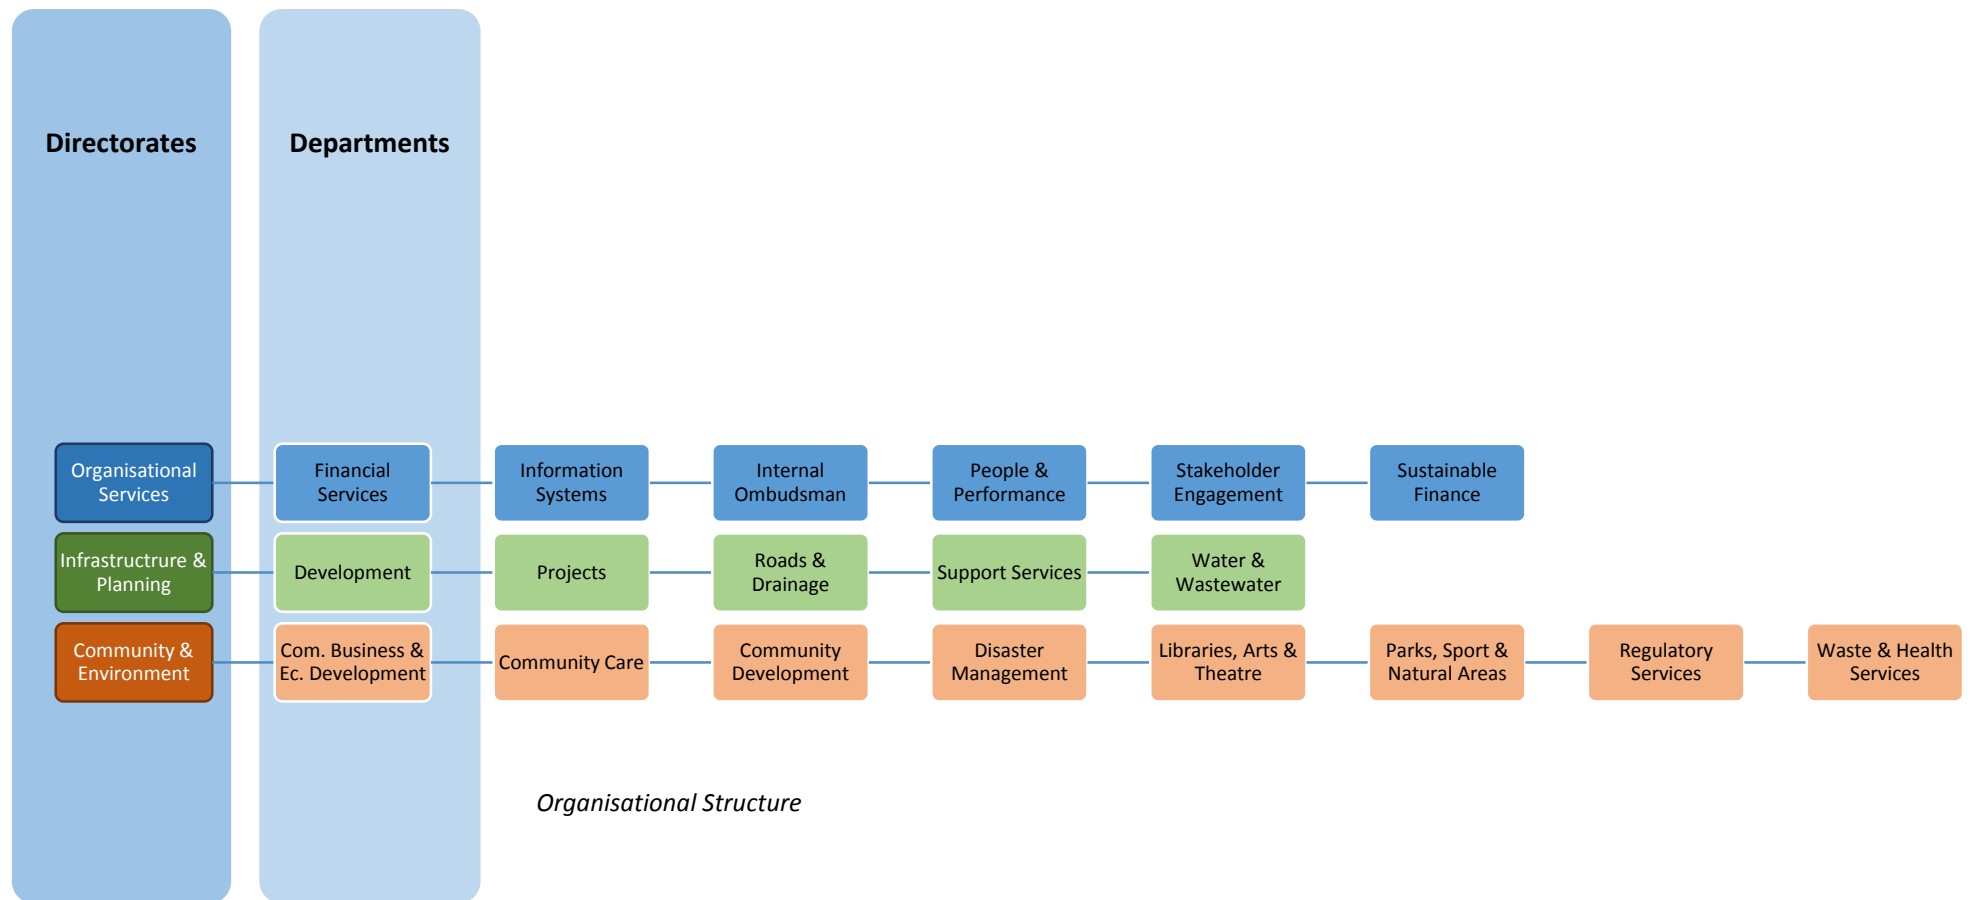 Directorates
Departments
Organisational
Services
Financial
Services
Information
Systems
Internal
Ombudsman
People &
Performance
Stakeholder
Engagement
Sustainable
Finance
Infrastructrure &
Planning
Development
Projects
Roads &
Drainage
Support Services
Water &
Wastewater
Community &
Environment
Com. Business &
Ec. Development
Community Care
Community
Development
Disaster
Management
Libraries, Arts &
Theatre
Parks, Sport &
Natural Areas
Regulatory
Services
Waste & Health
Services
Organisational Structure